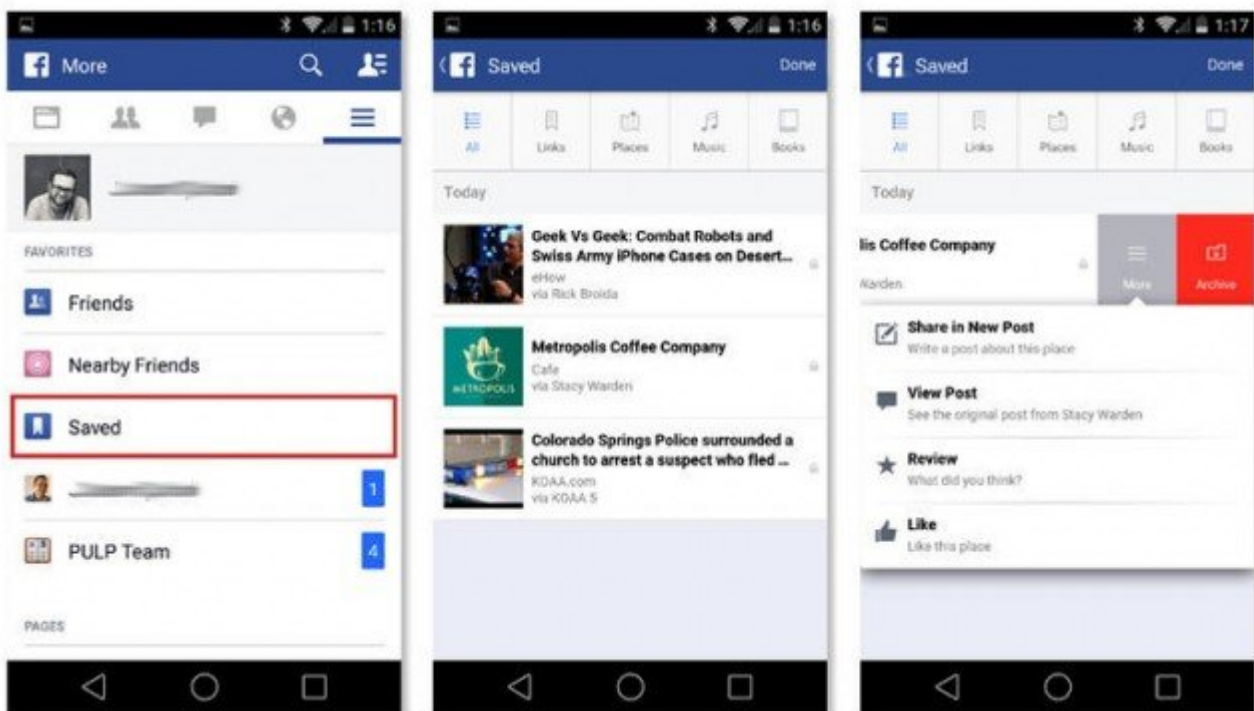 1:16
f More
FAVORITES
Friends
Nearby Friends
Saved
1
PULP Team
4
PAGES
1:16
f Saved
Done
All
Links
Places
Music
Books
Today
Geek Vs Geek: Combat Robots and
Swiss Army iPhone Cases on Desert...
eHow
via Rick Broida
METROPOLIS
Metropolis Coffee Company
Cafe
via Stacy Warden
Colorado Springs Police surrounded a
church to arrest a suspect who fled ...
KOAA.com
via KOAA 5
1:17
f Saved
Done
All
Links
Places
Music
Books
Today
lis Coffee Company
Warden
More
Archive
Share in New Post
Write a post about this place
View Post
See the original post from Stacy Warden
Review
What did you think?
Like
Like this place